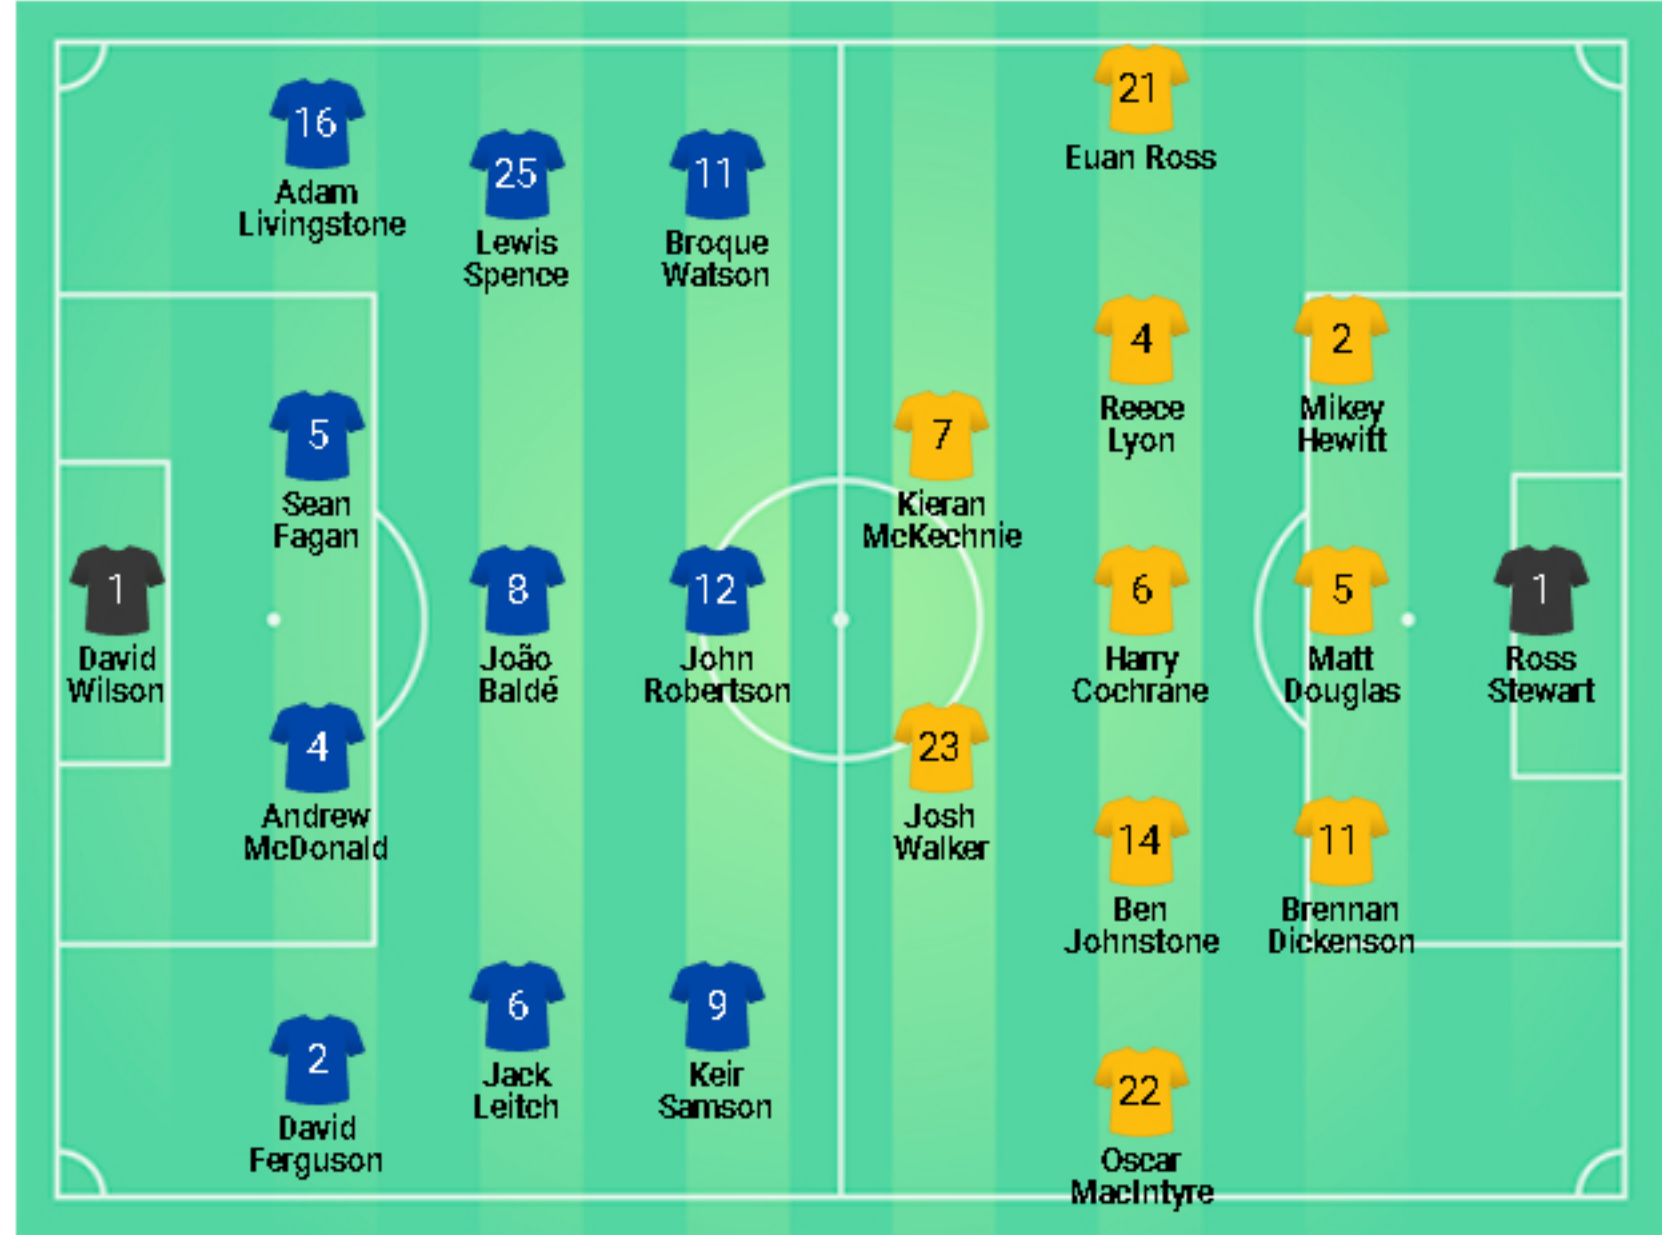 16
Adam
Livingstone
5
Sean
Fagan
1
David
Wilson
4
Andrew
McDonald
2
David
Ferguson
25
Lewis
Spence
8
João
Baldé
6
Jack
Leitch
11
Broque
Watson
12
John
Robertson
9
Keir
Samson
7
Kieran
McKechnie
23
Josh
Walker
21
Euan Ross
4
Reece
Lyon
6
Harry
Cochrane
14
Ben
Johnstone
22
Oscar
MacIntyre
2
Mikey
Hewitt
5
Matt
Douglas
11
Brennan
Dickenson
1
Ross
Stewart